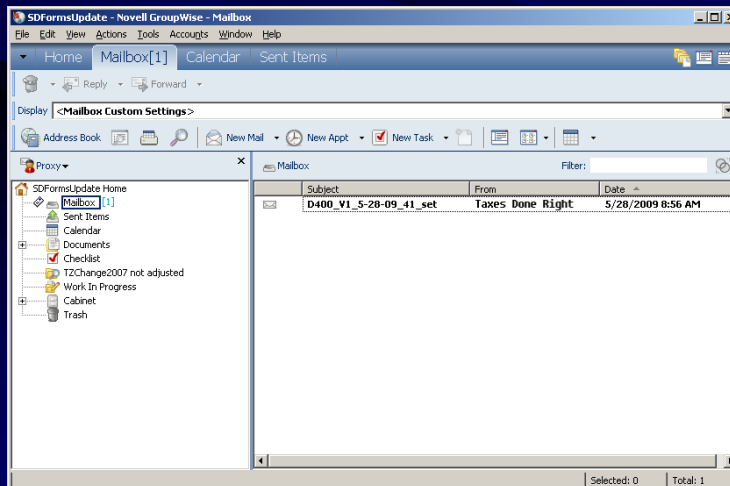 SDFormsUpdate - Novell GroupWise - Mailbox
File Edit View Actions Tools Accounts Window Help
Home Mailbox[1] Calendar Sent Items
Reply Forward
Display <Mailbox Custom Settings>
Address Book New Mail New Appt New Task
Proxy Mailbox Filter:
SDFormsUpdate Home
Mailbox [1]
Sent Items
Calendar
Documents
Checklist
TZChange2007 not adjusted
Work In Progress
Cabinet
Trash
Subject From Date
D400_V1_5-28-09_41_set Taxes Done Right 5/28/2009 8:56 AM
Selected: 0 Total: 1